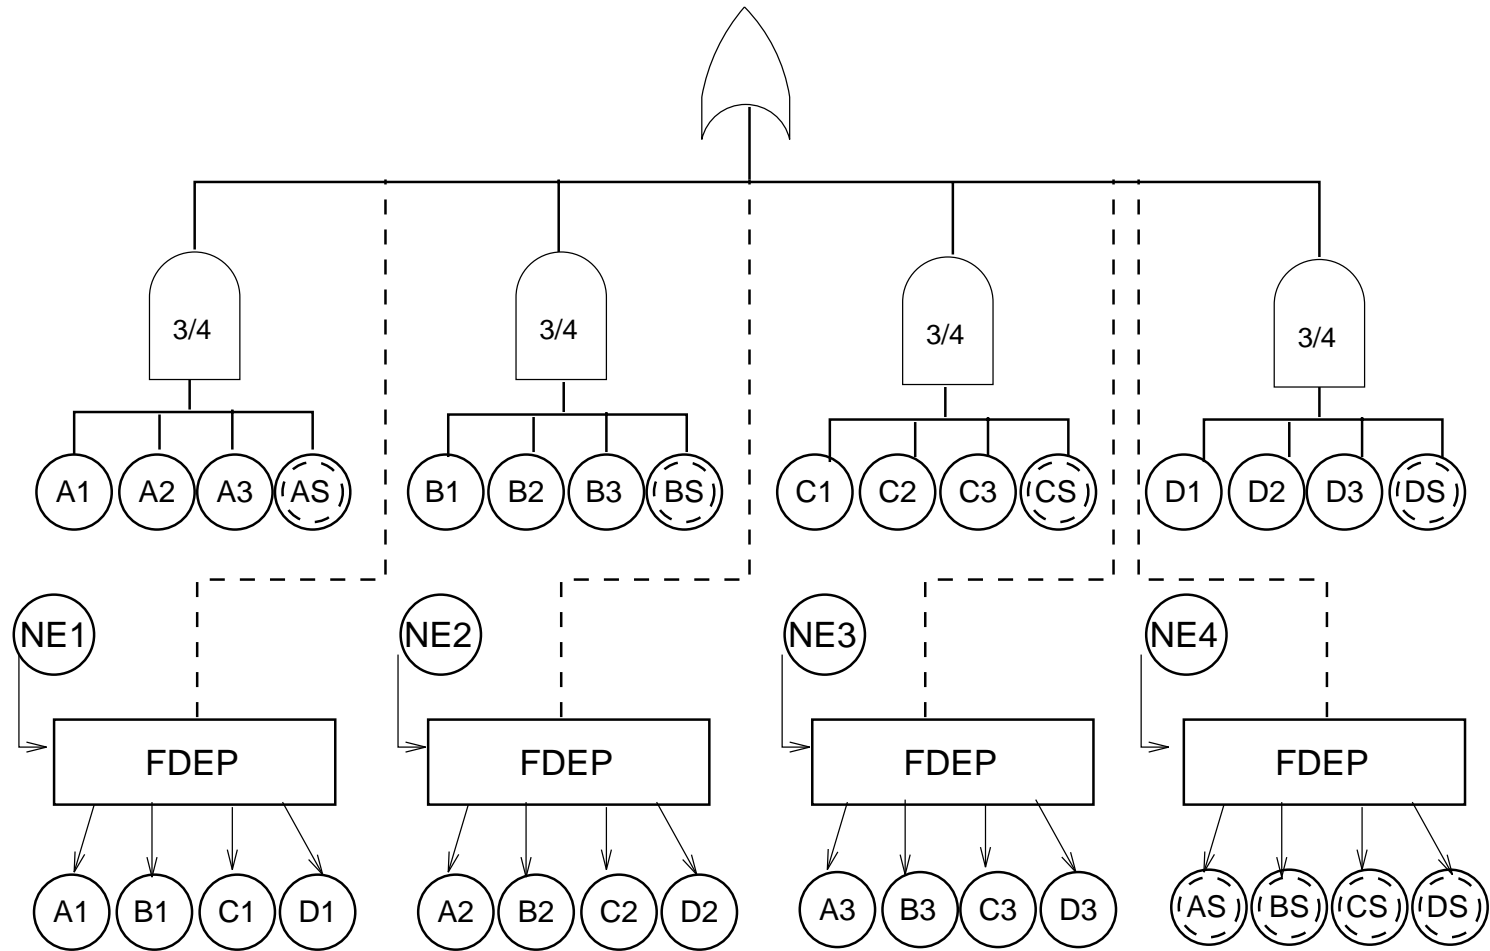 3/4 3/4 3/4 3/4
A1 A2 A3 AS B1 B2 B3 BS C1 C2 C3 CS D1 D2 D3 DS
NE1 NE2 NE3 NE4
FDEP FDEP FDEP FDEP
A1 B1 C1 D1 A2 B2 C2 D2 A3 B3 C3 D3 AS BS CS DS